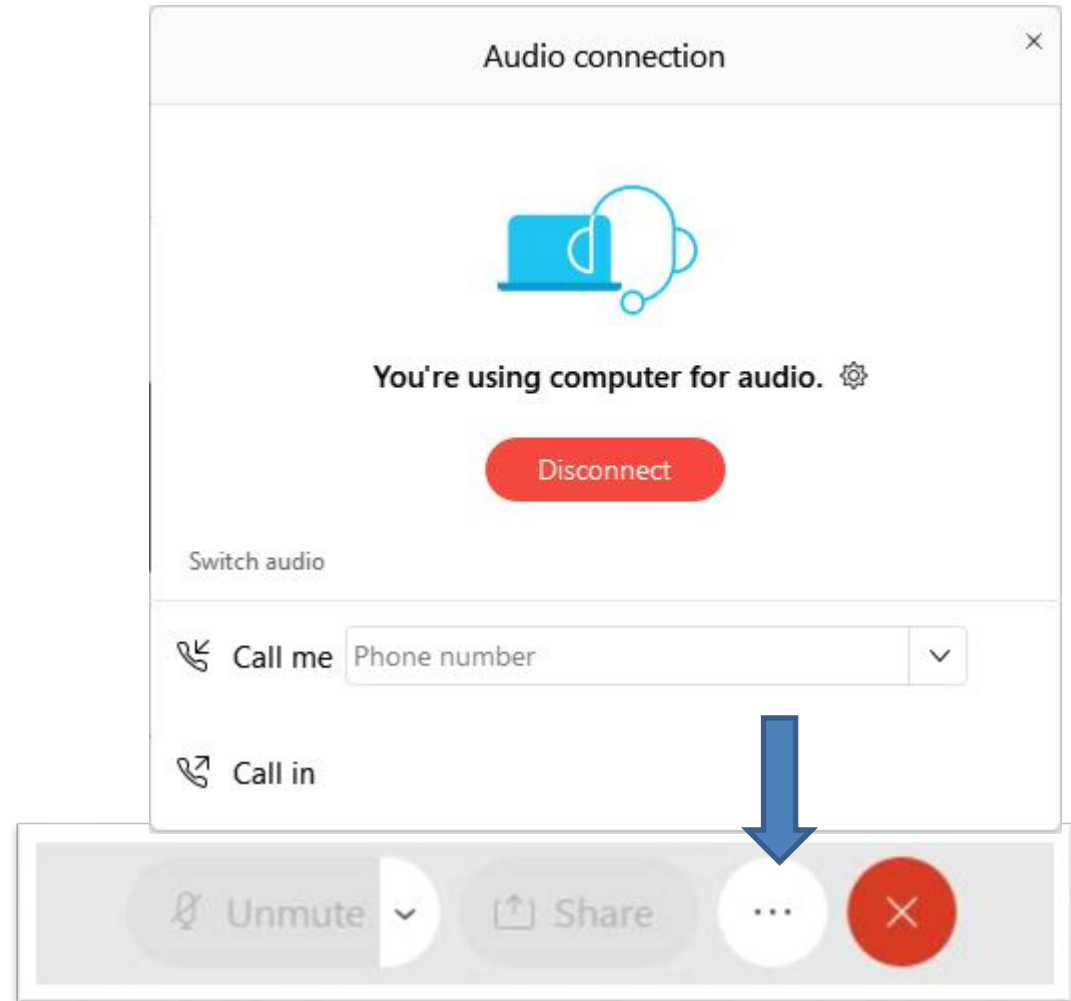 Audio connection
You're using computer for audio.
Disconnect
Switch audio
Call me Phone number
Call in
Unmute Share